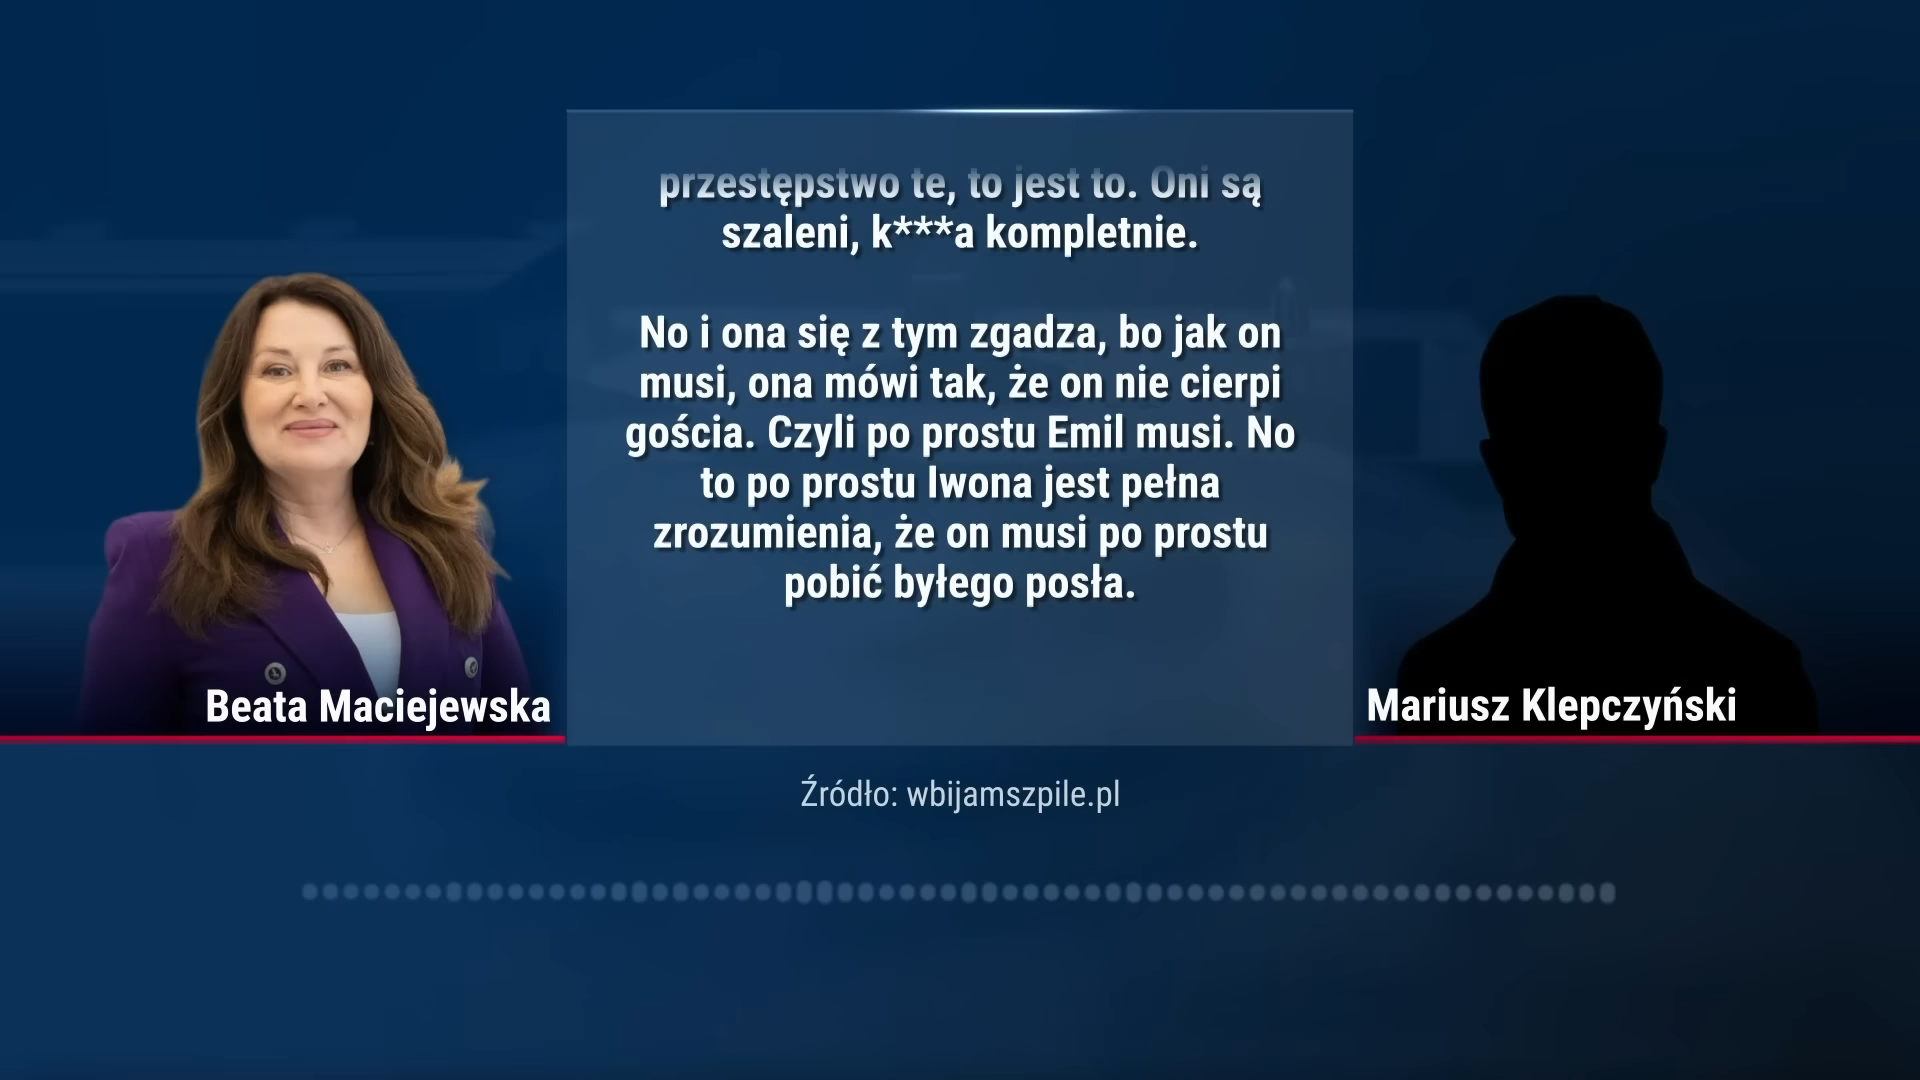 przestępstwo te, to jest to. Oni są
szaleni, k***a kompletnie.
No i ona się z tym zgadza, bo jak on
musi, ona mówi tak, że on nie cierpi
gościa. Czyli po prostu Emil musi. No
to po prostu Iwona jest pełna
zrozumienia, że on musi po prostu
pobić byłego posła.
Beata Maciejewska
Mariusz Klepczyński
Źródło: wbijamszpile.pl